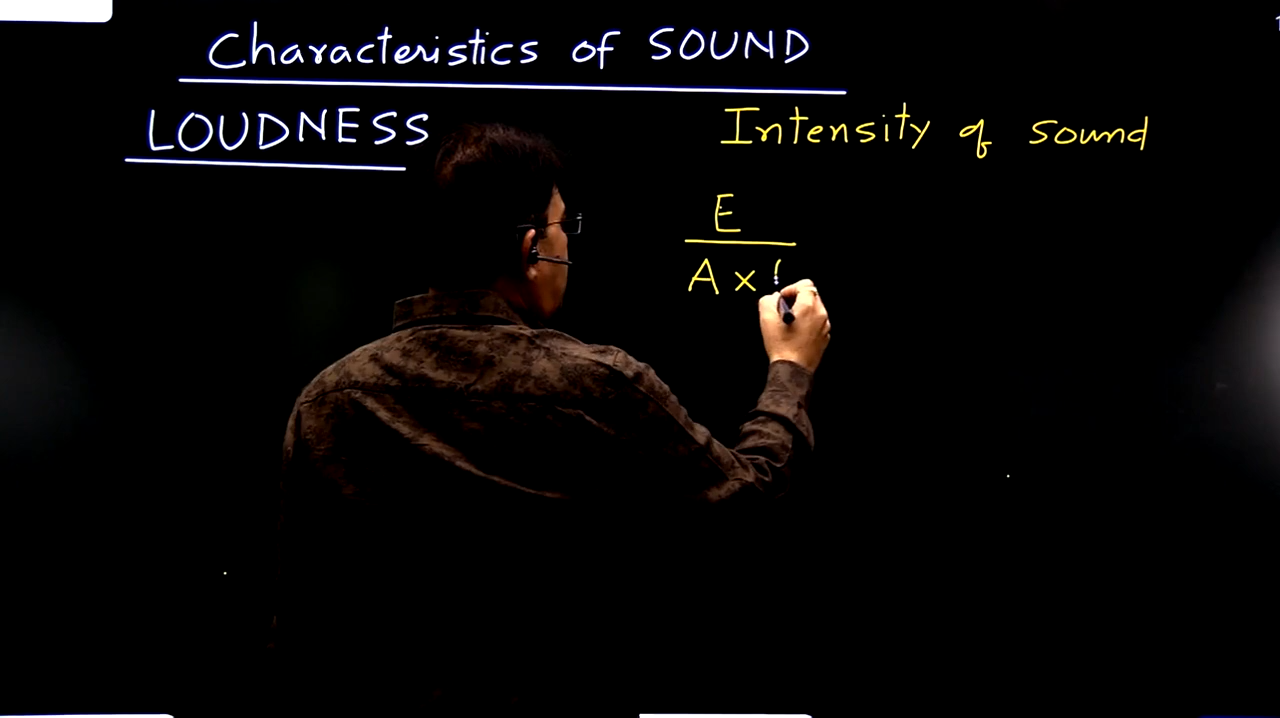 Characteristics of SOUND
LOUDNESS
Intensity of sound
E
A x